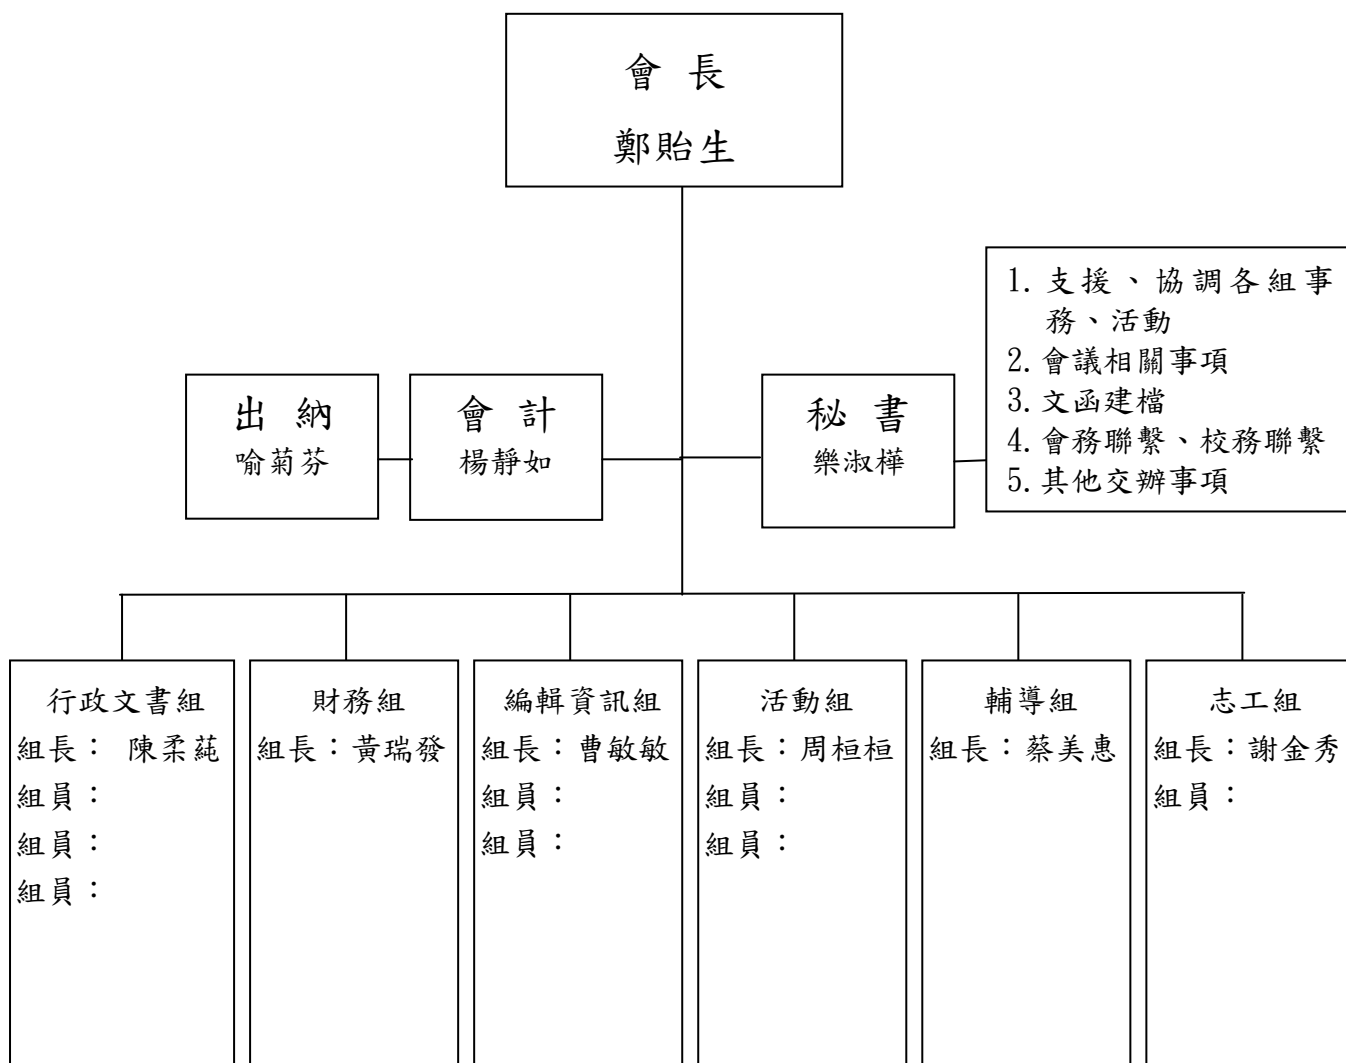 會 長
鄭貽生
1. 支援、協調各組事
務、活動
2. 會議相關事項
3. 文函建檔
4. 會務聯繫、校務聯繫
5. 其他交辦事項
出 納
喻菊芬
會 計
楊靜如
秘 書
樂淑樺
行政文書組
組長： 陳柔蒓
組員：
組員：
組員：
財務組
組長：黃瑞發
編輯資訊組
組長：曹敏敏
組員：
組員：
活動組
組長：周桓桓
組員：
組員：
輔導組
組長：蔡美惠
志工組
組長：謝金秀
組員：